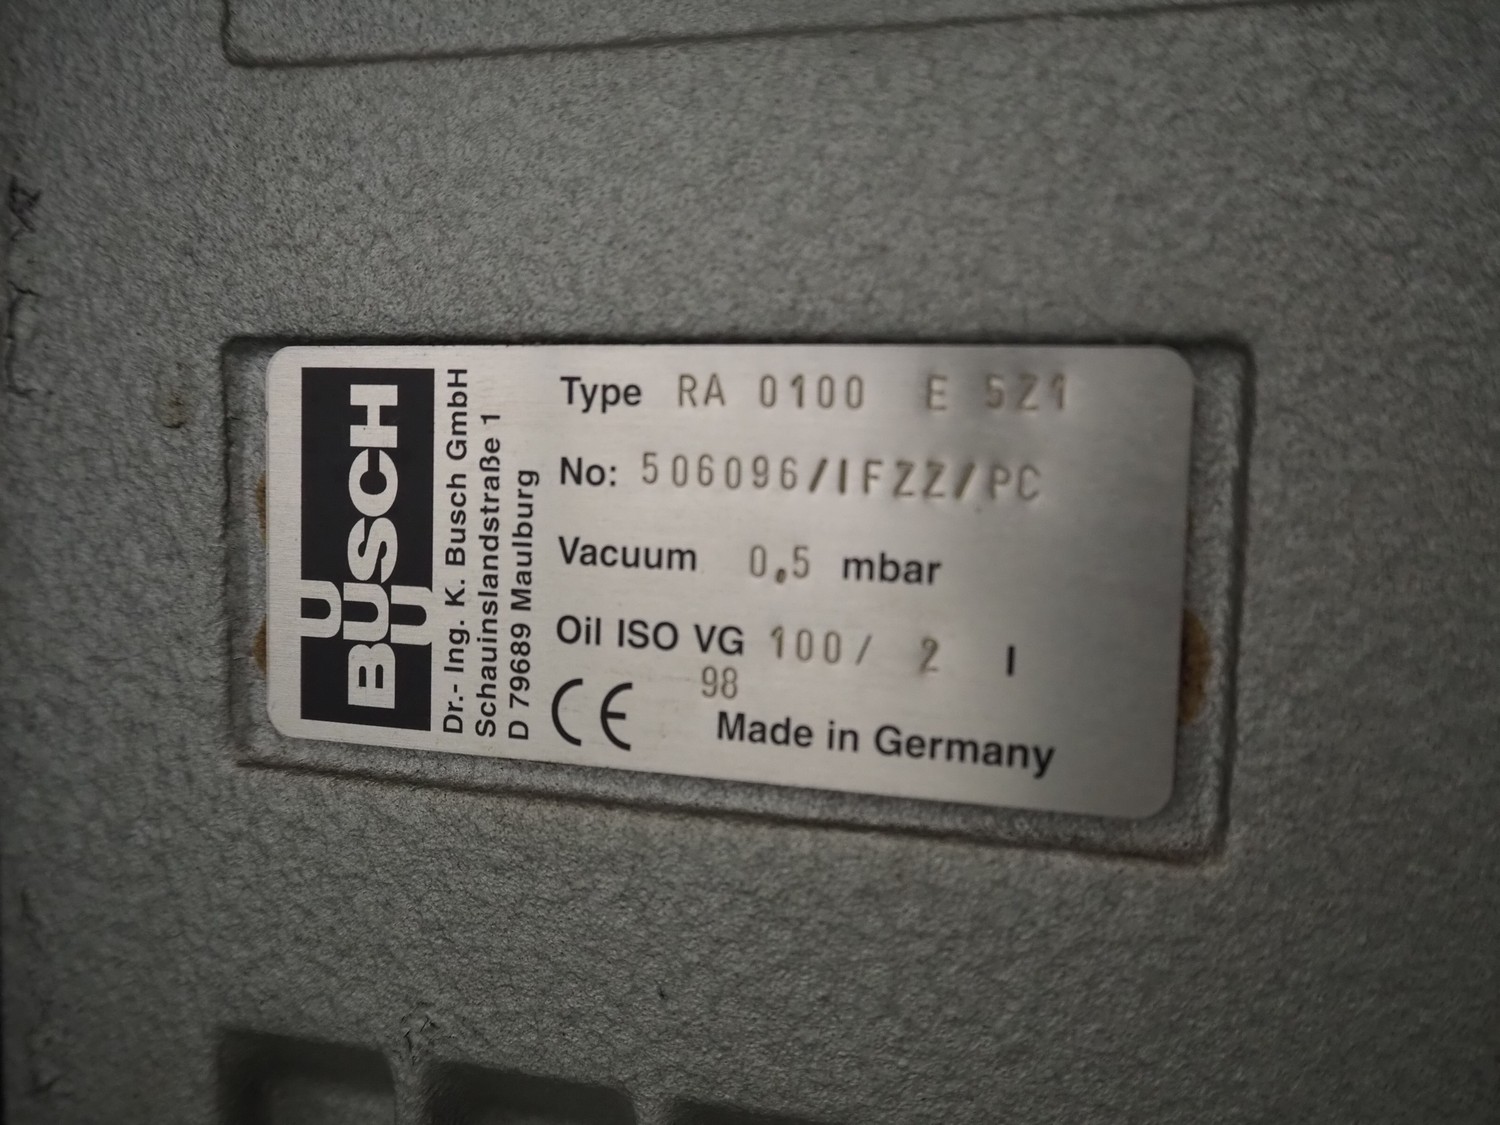 BUSCH
Dr.- Ing. K. Busch GmbH
Schauinslandstraße 1
D 79689 Maulburg
Type RA 0100 E 5Z1
No: 506096/IFZZ/PC
Vacuum 0,5 mbar
Oil ISO VG 100/ 2 l
98
CE
Made in Germany